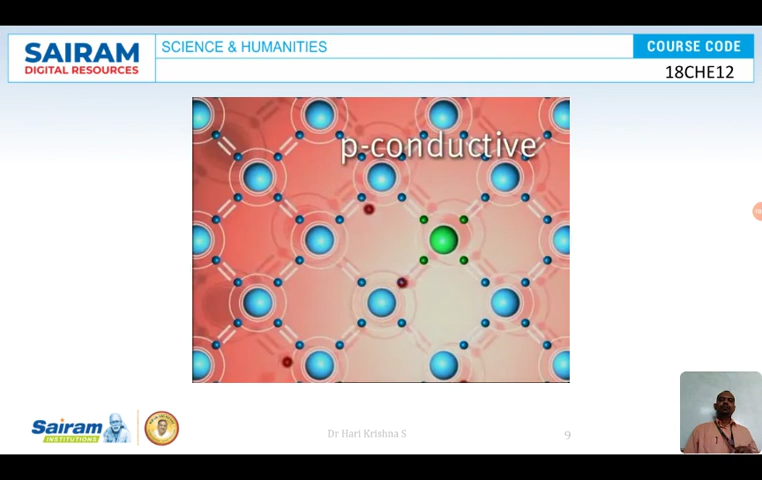 SAIRAM
DIGITAL RESOURCES
SCIENCE & HUMANITIES
COURSE CODE
18CHE12
p-conductive
Sairam
INSTITUTIONS
Dr Hari Krishna S
9